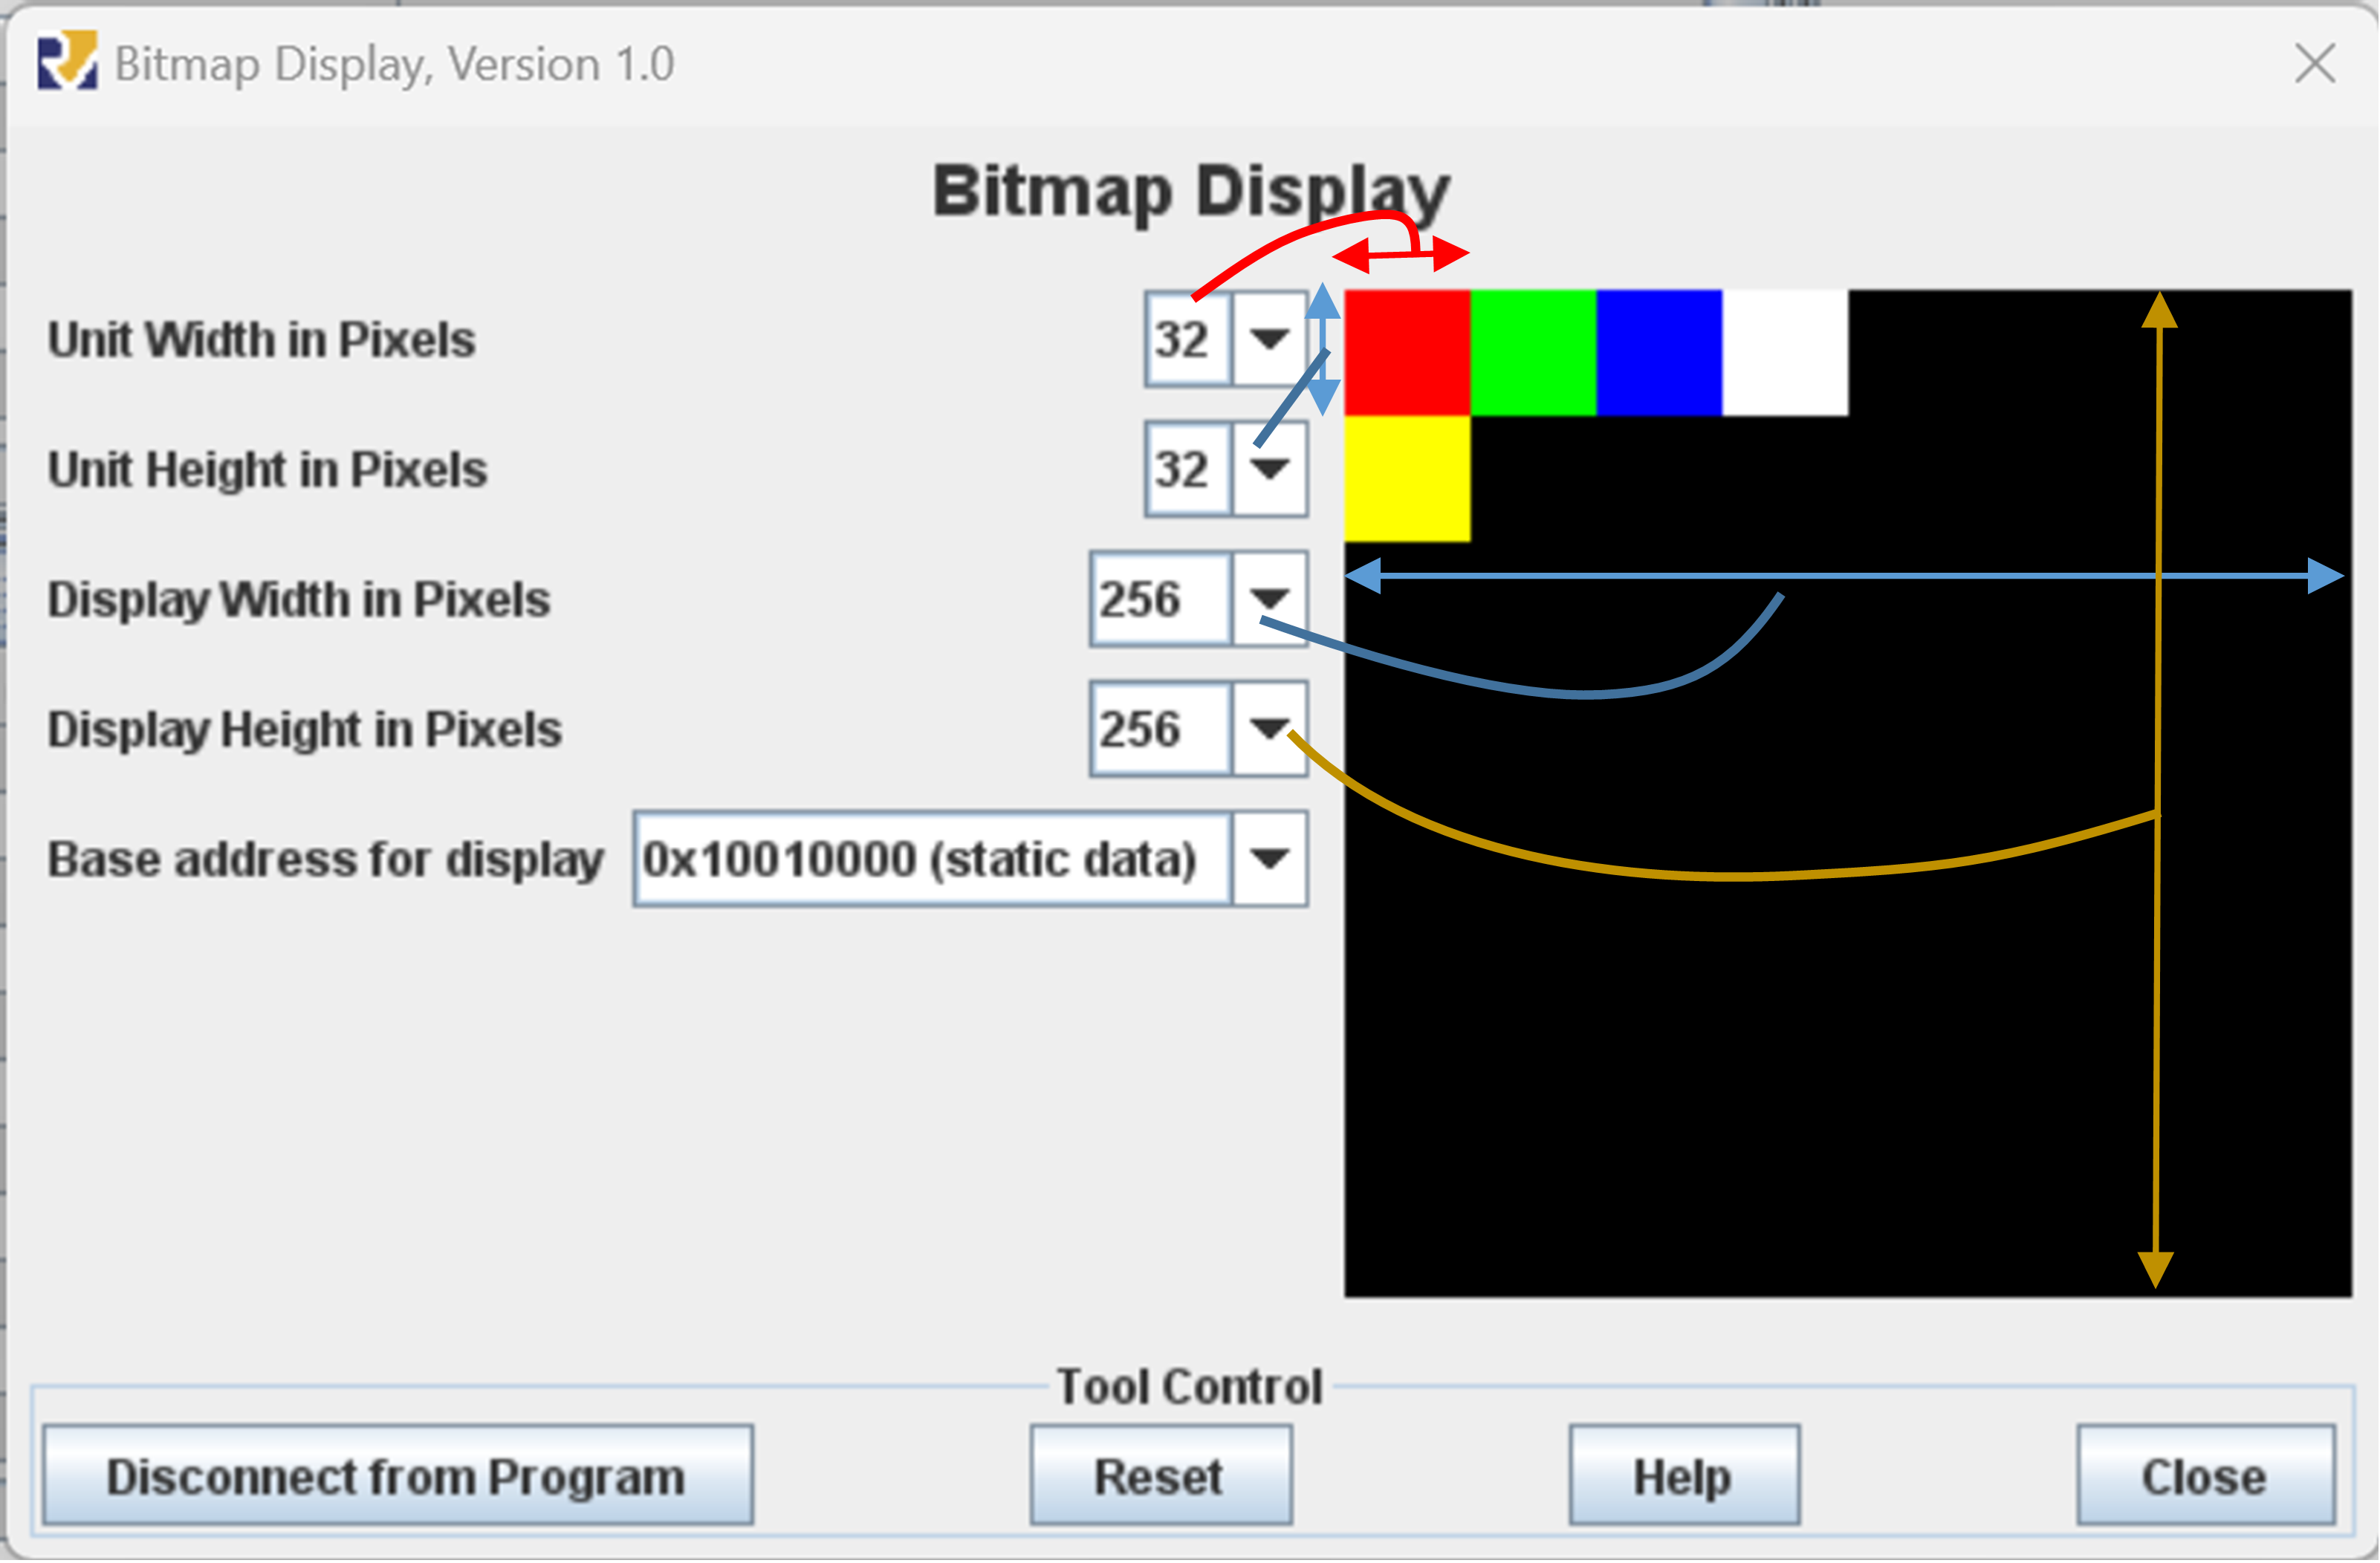 Bitmap Display, Version 1.0
Bitmap Display
Unit Width in Pixels 32
Unit Height in Pixels 32
Display Width in Pixels 256
Display Height in Pixels 256
Base address for display 0x10010000 (static data)
Tool Control
Disconnect from Program Reset Help Close